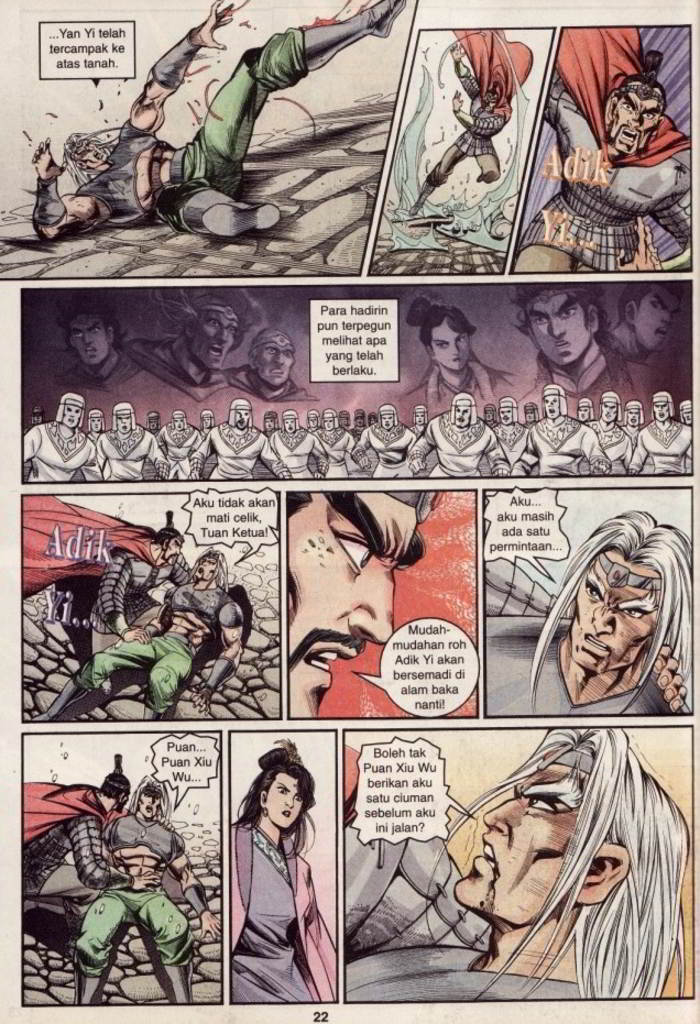 ...Yan Yi telah
tercampak ke
atas tanah.
Adik
Yi...
Para hadirin
pun terpegun
melihat apa
yang telah
berlaku.
Adik
Yi...
Aku tidak akan
mati celik,
Tuan Ketua!
Mudah-
mudahan roh
Adik Yi akan
bersemadi di
alam baka
nanti!
Aku...
aku masih
ada satu
permintaan...
Puan...
Puan Xiu
Wu...
Boleh tak
Puan Xiu Wu
berikan aku
satu ciuman
sebelum aku
ini jalan?
22